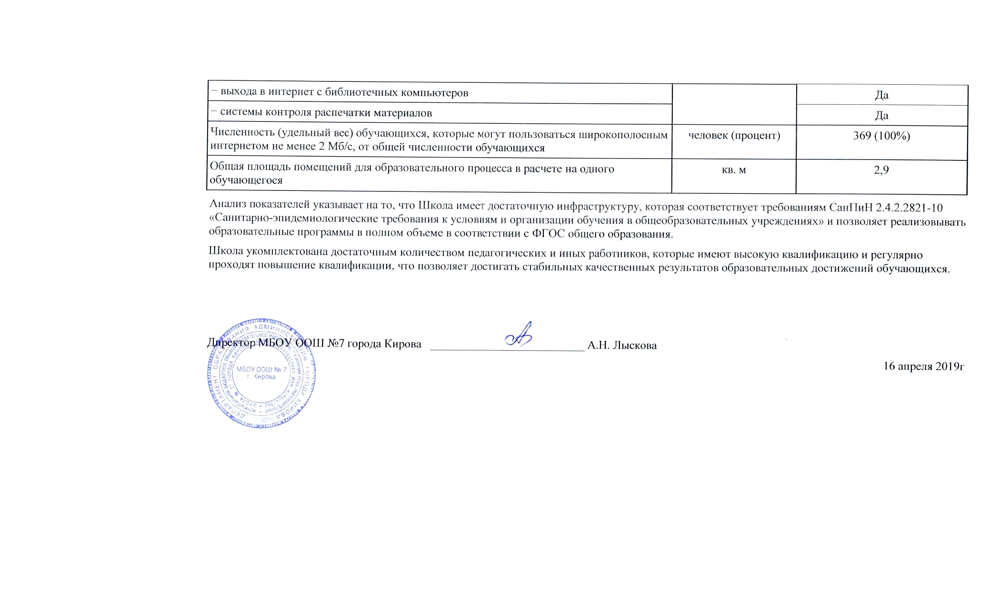 − выхода в интернет с библиотечных компьютеров
Да
− системы контроля распечатки материалов
Да
Численность (удельный вес) обучающихся, которые могут пользоваться широкополосным
интернетом не менее 2 Мб/с, от общей численности обучающихся
человек (процент)
369 (100%)
Общая площадь помещений для образовательного процесса в расчете на одного
обучающегося
кв. м
2,9
Анализ показателей указывает на то, что Школа имеет достаточную инфраструктуру, которая соответствует требованиям СанПиН 2.4.2.2821-10
«Санитарно-эпидемиологические требования к условиям и организации обучения в общеобразовательных учреждениях» и позволяет реализовывать
образовательные программы в полном объеме в соответствии с ФГОС общего образования.
Школа укомплектована достаточным количеством педагогических и иных работников, которые имеют высокую квалификацию и регулярно
проходят повышение квалификации, что позволяет достигать стабильных качественных результатов образовательных достижений обучающихся.
Директор МБОУ ООШ №7 города Кирова
А.Н. Лыскова
16 апреля 2019г
ДЕПАРТАМЕНТ ОБРАЗОВАНИЯ АДМИНИСТРАЦИИ ГОРОДА КИРОВА
МБОУ ООШ № 7
г. Кирова